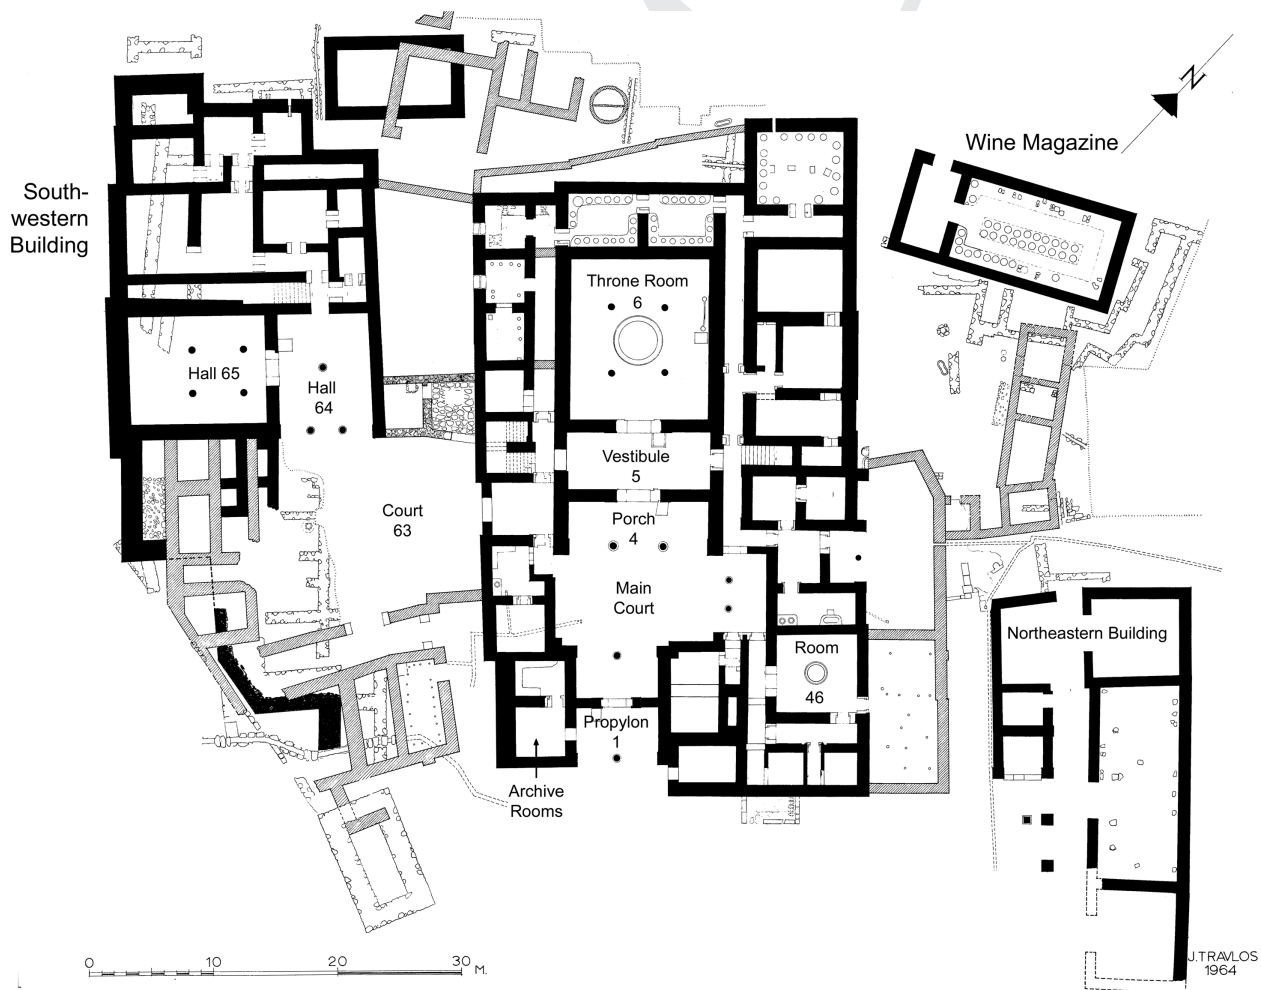 N
Wine Magazine
South-
western
Building
Throne Room
6
Hall 65
Hall
64
Vestibule
5
Court
63
Porch
4
Main
Court
Northeastern Building
Room
46
Propylon
1
Archive
Rooms
0 10 20 30 M.
J.TRAVLOS
1964